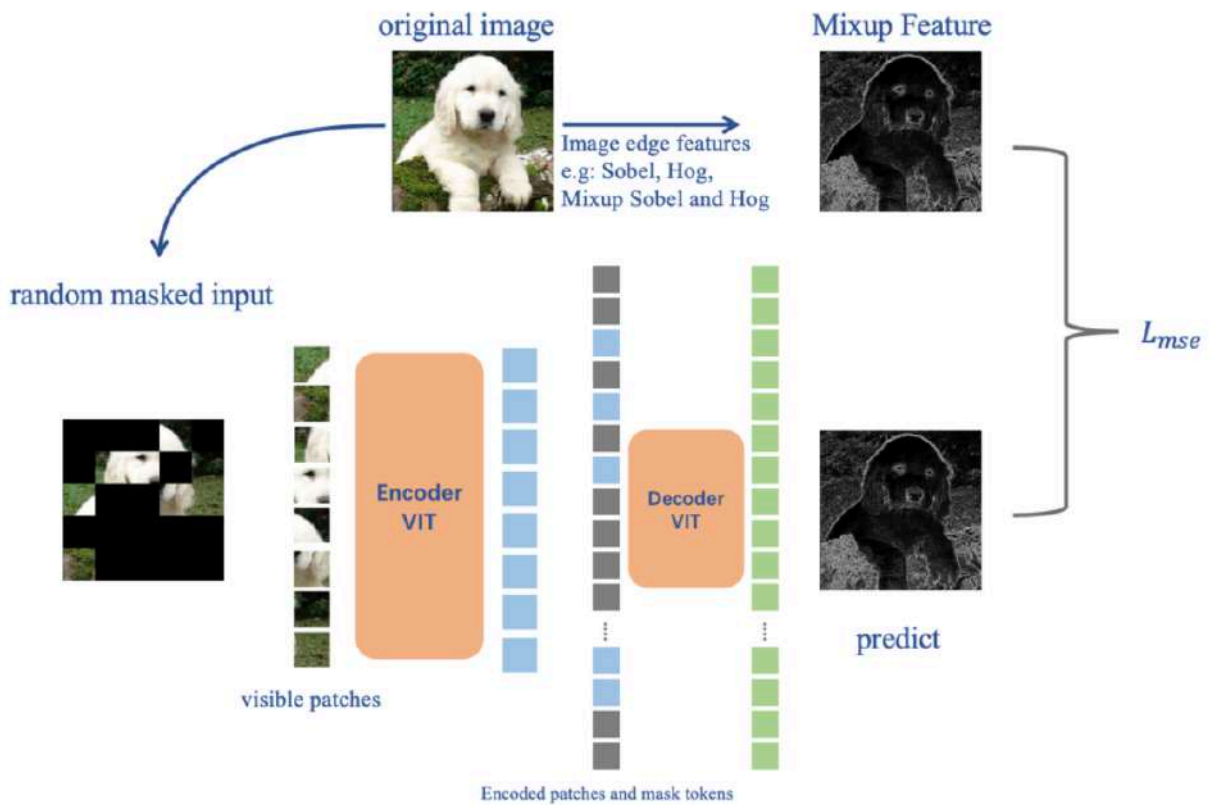 original image
Mixup Feature
Image edge features
e.g: Sobel, Hog,
Mixup Sobel and Hog
random masked input
L_mse
Encoder
VIT
Decoder
VIT
predict
visible patches
Encoded patches and mask tokens